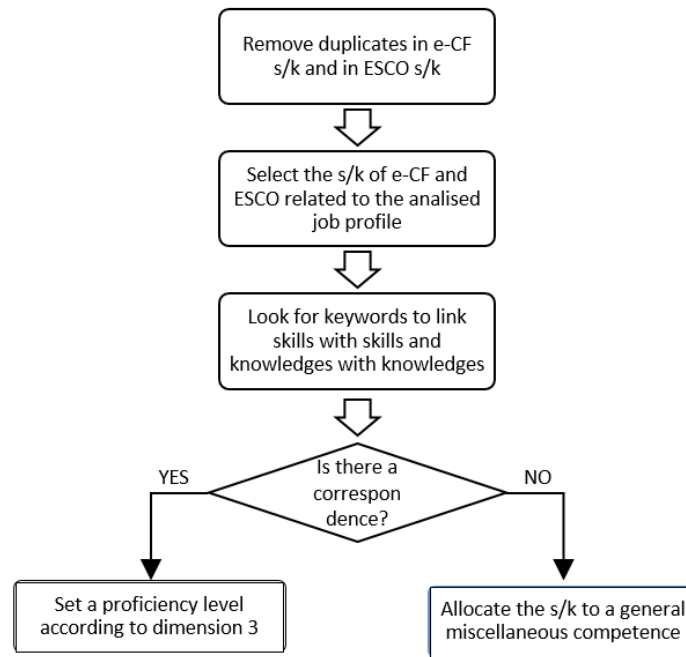 Remove duplicates in e-CF
s/k and in ESCO s/k
Select the s/k of e-CF and
ESCO related to the analised
job profile
Look for keywords to link
skills with skills and
knowledges with knowledges
Is there a
correspon
dence?
YES
NO
Set a proficiency level
according to dimension 3
Allocate the s/k to a general
miscellaneous competence